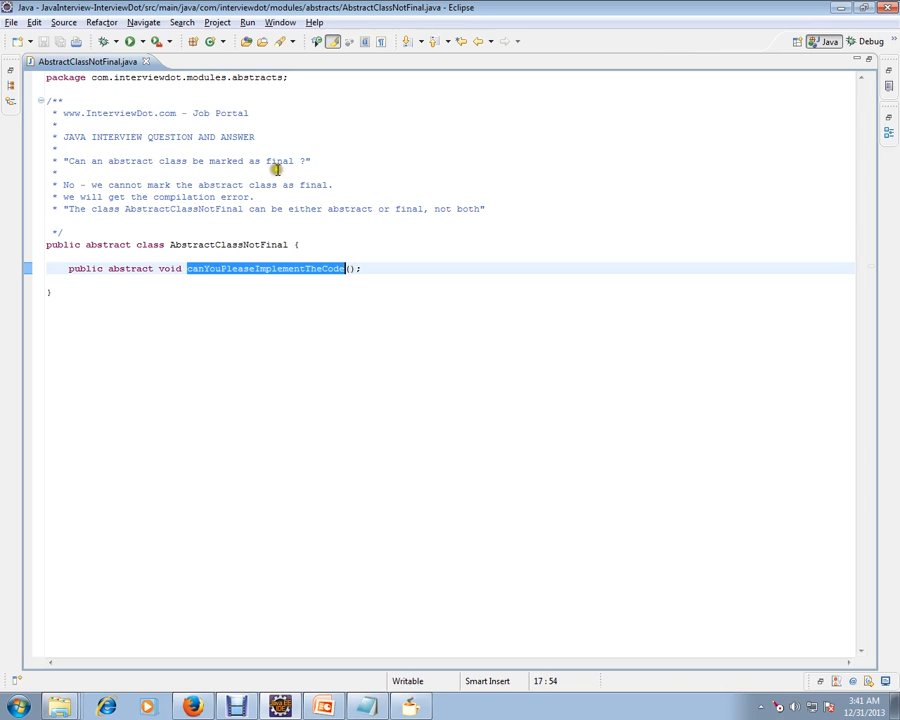 Java - JavaInterview-InterviewDot/src/main/java/com/interviewdot/modules/abstracts/AbstractClassNotFinal.java - Eclipse
File Edit Source Refactor Navigate Search Project Run Window Help
Java Debug
AbstractClassNotFinal.java
package com.interviewdot.modules.abstracts;
/**
* www.InterviewDot.com - Job Portal
*
* JAVA INTERVIEW QUESTION AND ANSWER
*
* "Can an abstract class be marked as final ?"
*
* No - we cannot mark the abstract class as final.
* we will get the compilation error.
* "The class AbstractClassNotFinal can be either abstract or final, not both"
*/
public abstract class AbstractClassNotFinal {
public abstract void canYouPleaseImplementTheCode();
}
Writable Smart Insert 17 : 54
3:41 AM
12/31/2013